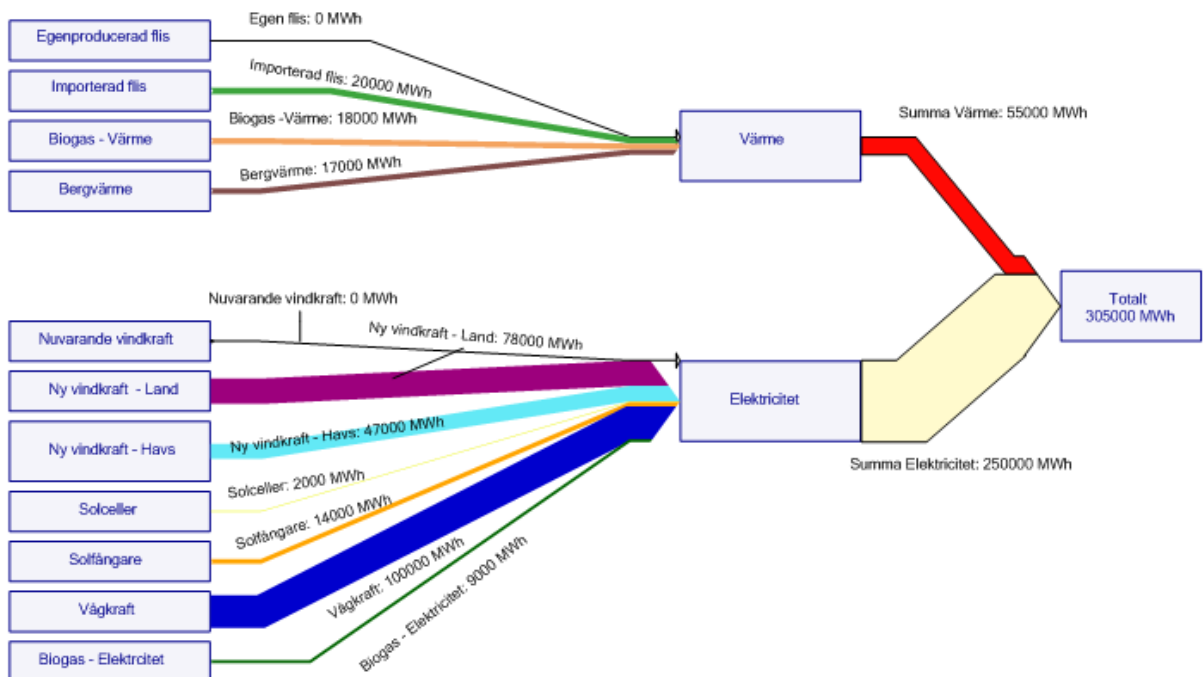 Egen flis: 0 MWh
Egenproducerad flis
Importerad flis
Importerad flis: 20000 MWh
Biogas - Värme
Biogas -Värme: 18000 MWh
Bergvärme
Bergvärme: 17000 MWh
Värme
Summa Värme: 55000 MWh
Totalt
305000 MWh
Nuvarande vindkraft: 0 MWh
Nuvarande vindkraft
Ny vindkraft - Land: 78000 MWh
Ny vindkraft - Land
Ny vindkraft - Havs
Ny vindkraft - Havs: 47000 MWh
Elektricitet
Summa Elektricitet: 250000 MWh
Solceller
Solceller: 2000 MWh
Solfångare
Solfångare: 14000 MWh
Vågkraft
Vågkraft: 100000 MWh
Biogas - Elektrcitet
Biogas - Elektricitet: 9000 MWh